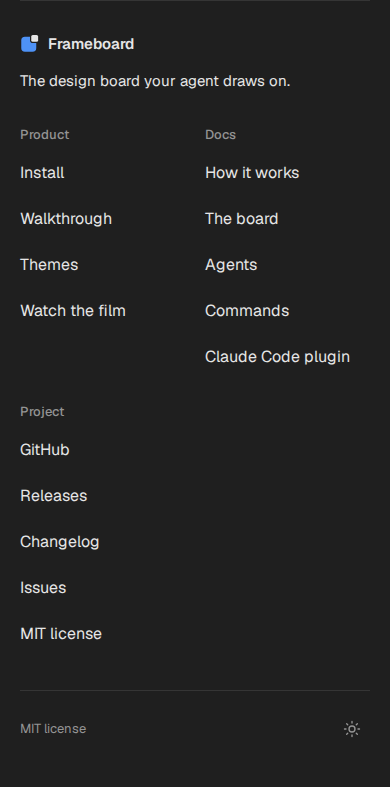 Frameboard
The design board your agent draws on.
Product
Install
Walkthrough
Themes
Watch the film
Docs
How it works
The board
Agents
Commands
Claude Code plugin
Project
GitHub
Releases
Changelog
Issues
MIT license
MIT license